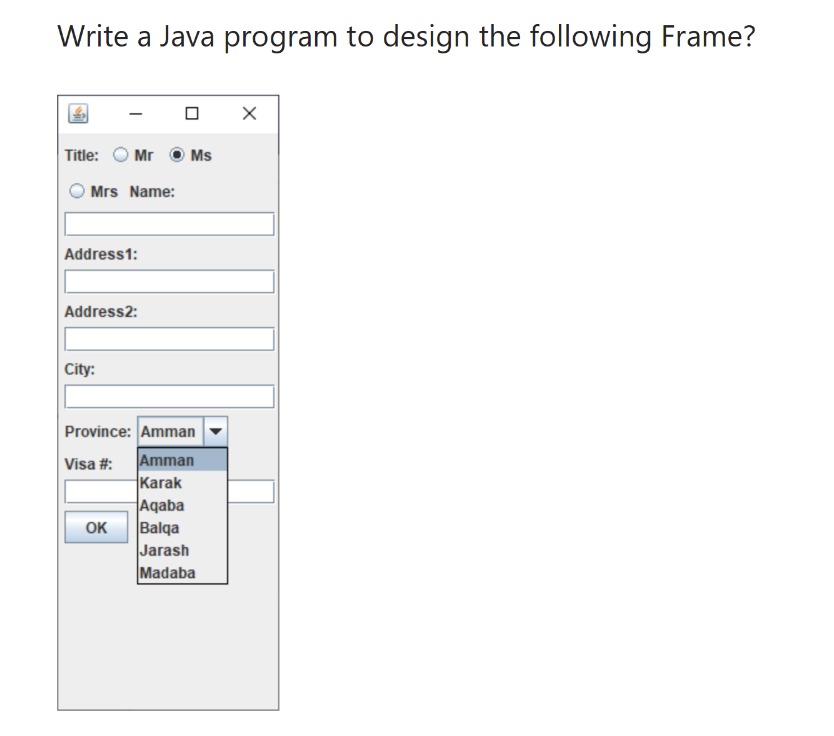 Write a Java program to design the following Frame?
Title: Mr Ms
Mrs Name:
Address1:
Address2:
City:
Province: Amman
Visa #: Amman
Karak
Aqaba
OK Balqa
Jarash
Madaba